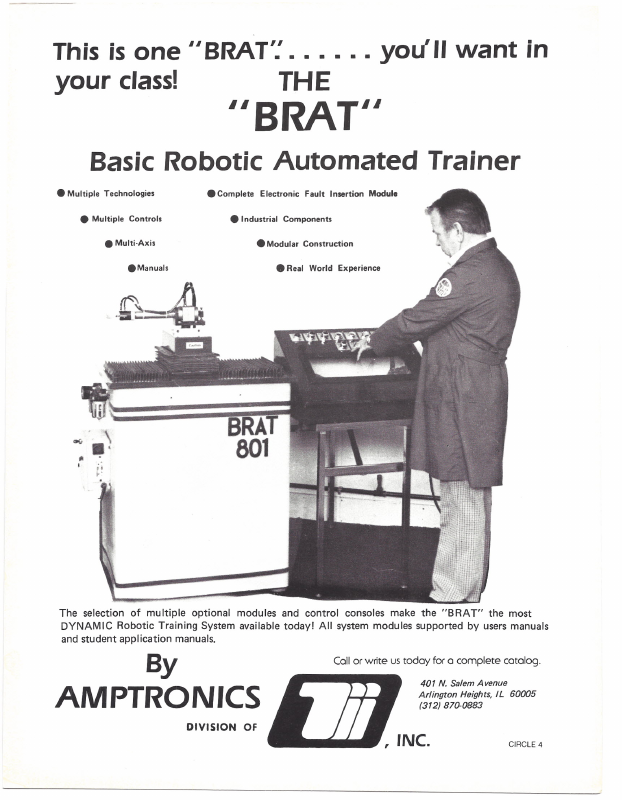 This is one "BRAT"....... you'll want in
your class!
THE
"BRAT"
Basic Robotic Automated Trainer
● Multiple Technologies
● Multiple Controls
● Multi-Axis
● Manuals
● Complete Electronic Fault Insertion Module
● Industrial Components
● Modular Construction
● Real World Experience
BRAT
801
The selection of multiple optional modules and control consoles make the "BRAT" the most
DYNAMIC Robotic Training System available today! All system modules supported by users manuals
and student application manuals.
By
AMPTRONICS
DIVISION OF
, INC.
Call or write us today for a complete catalog.
401 N. Salem Avenue
Arlington Heights, IL 60005
(312) 870-0883
CIRCLE 4